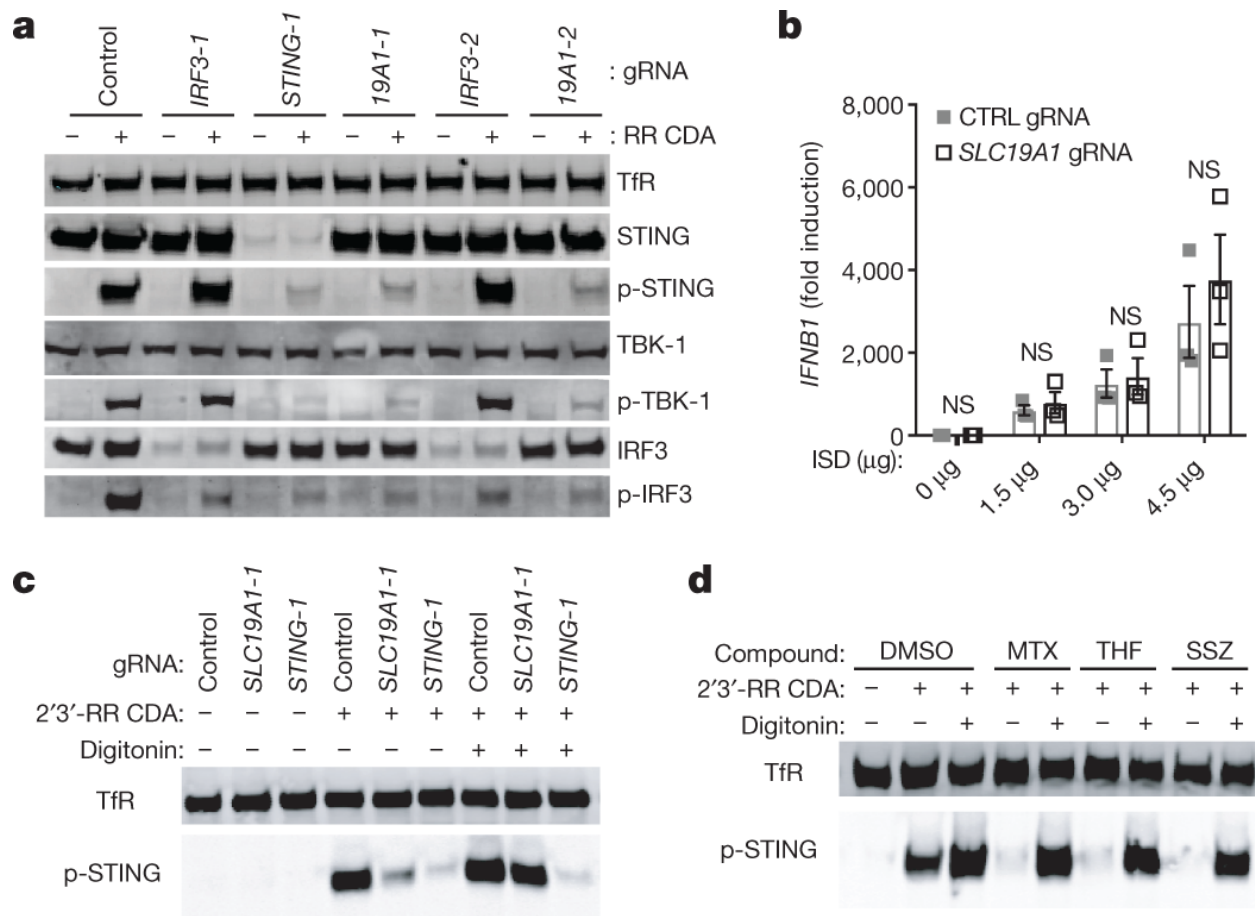 a
Control IRF3-1 STING-1 19A1-1 IRF3-2 19A1-2 : gRNA
– + – + – + – + – + – + : RR CDA
TfR
STING
p-STING
TBK-1
p-TBK-1
IRF3
p-IRF3
b
IFNB1 (fold induction)
8,000
6,000
4,000
2,000
0
CTRL gRNA
SLC19A1 gRNA
NS NS NS NS
ISD (μg): 0 μg 1.5 μg 3.0 μg 4.5 μg
c
gRNA: Control SLC19A1-1 STING-1 Control SLC19A1-1 STING-1 Control SLC19A1-1 STING-1
2′3′-RR CDA: – – – + + + + + +
Digitonin: – – – – – – + + +
TfR
p-STING
d
Compound: DMSO MTX THF SSZ
2′3′-RR CDA: – + + + + + + + +
Digitonin: – – + – + – + – +
TfR
p-STING